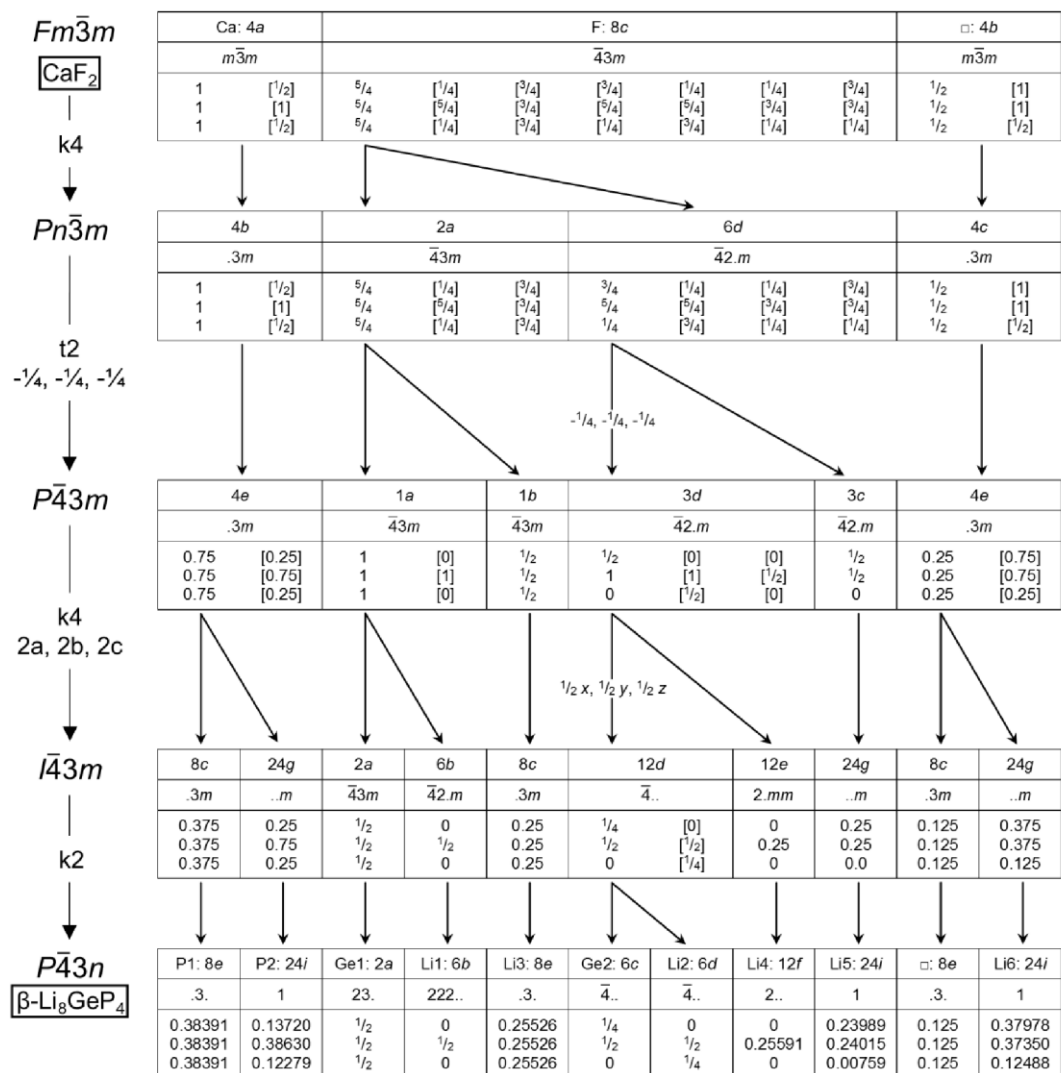 Fm3̅m
CaF₂
k4
Ca: 4a F: 8c □: 4b
m3̅m 4̅3m m3̅m
1 [1/2] 5/4 [1/4] [3/4] [3/4] [1/4] [1/4] [3/4] 1/2 [1]
1 [1] 5/4 [5/4] [3/4] [5/4] [5/4] [3/4] [3/4] 1/2 [1]
1 [1/2] 5/4 [1/4] [3/4] [1/4] [3/4] [1/4] [1/4] 1/2 [1/2]
Pn3̅m
t2
-¼, -¼, -¼
4b 2a 6d 4c
.3m 4̅3m 4̅2.m .3m
1 [1/2] 5/4 [1/4] [3/4] 3/4 [1/4] [1/4] [3/4] 1/2 [1]
1 [1] 5/4 [5/4] [3/4] 5/4 [5/4] [3/4] [3/4] 1/2 [1]
1 [1/2] 5/4 [1/4] [3/4] 1/4 [3/4] [1/4] [1/4] 1/2 [1/2]
-1/4, -1/4, -1/4
P4̅3m
k4
2a, 2b, 2c
4e 1a 1b 3d 3c 4e
.3m 4̅3m 4̅3m 4̅2.m 4̅2.m .3m
0.75 [0.25] 1 [0] 1/2 1/2 [0] [0] 1/2 0.25 [0.75]
0.75 [0.75] 1 [1] 1/2 1 [1] [1/2] 1/2 0.25 [0.75]
0.75 [0.25] 1 [0] 1/2 0 [1/2] [0] 0 0.25 [0.25]
1/2 x, 1/2 y, 1/2 z
I4̅3m
k2
8c 24g 2a 6b 8c 12d 12e 24g 8c 24g
.3m ..m 4̅3m 4̅2.m .3m 4̅.. 2.mm ..m .3m ..m
0.375 0.25 1/2 0 0.25 1/4 [0] 0 0.25 0.125 0.375
0.375 0.75 1/2 1/2 0.25 1/2 [1/2] 0.25 0.25 0.125 0.375
0.375 0.25 1/2 0 0.25 0 [1/4] 0 0.0 0.125 0.125
P4̅3n
β-Li₈GeP₄
P1: 8e P2: 24i Ge1: 2a Li1: 6b Li3: 8e Ge2: 6c Li2: 6d Li4: 12f Li5: 24i □: 8e Li6: 24i
.3. 1 23. 222.. .3. 4̅.. 4̅.. 2.. 1 .3. 1
0.38391 0.13720 1/2 0 0.25526 1/4 0 0 0.23989 0.125 0.37978
0.38391 0.38630 1/2 1/2 0.25526 1/2 1/2 0.25591 0.24015 0.125 0.37350
0.38391 0.12279 1/2 0 0.25526 0 1/4 0 0.00759 0.125 0.12488